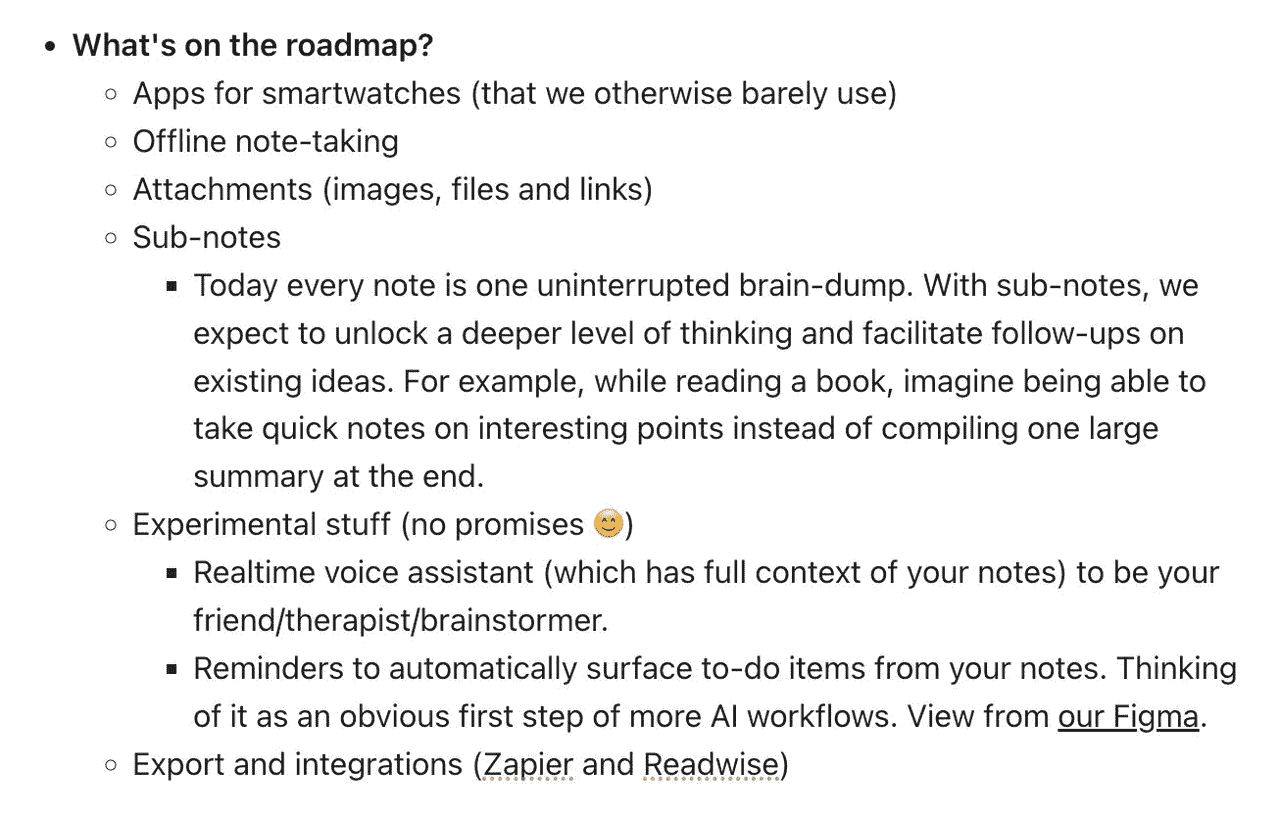 What's on the roadmap?
Apps for smartwatches (that we otherwise barely use)
Offline note-taking
Attachments (images, files and links)
Sub-notes
Today every note is one uninterrupted brain-dump. With sub-notes, we
expect to unlock a deeper level of thinking and facilitate follow-ups on
existing ideas. For example, while reading a book, imagine being able to
take quick notes on interesting points instead of compiling one large
summary at the end.
Experimental stuff (no promises 😇)
Realtime voice assistant (which has full context of your notes) to be your
friend/therapist/brainstormer.
Reminders to automatically surface to-do items from your notes. Thinking
of it as an obvious first step of more AI workflows. View from our Figma.
Export and integrations (Zapier and Readwise)